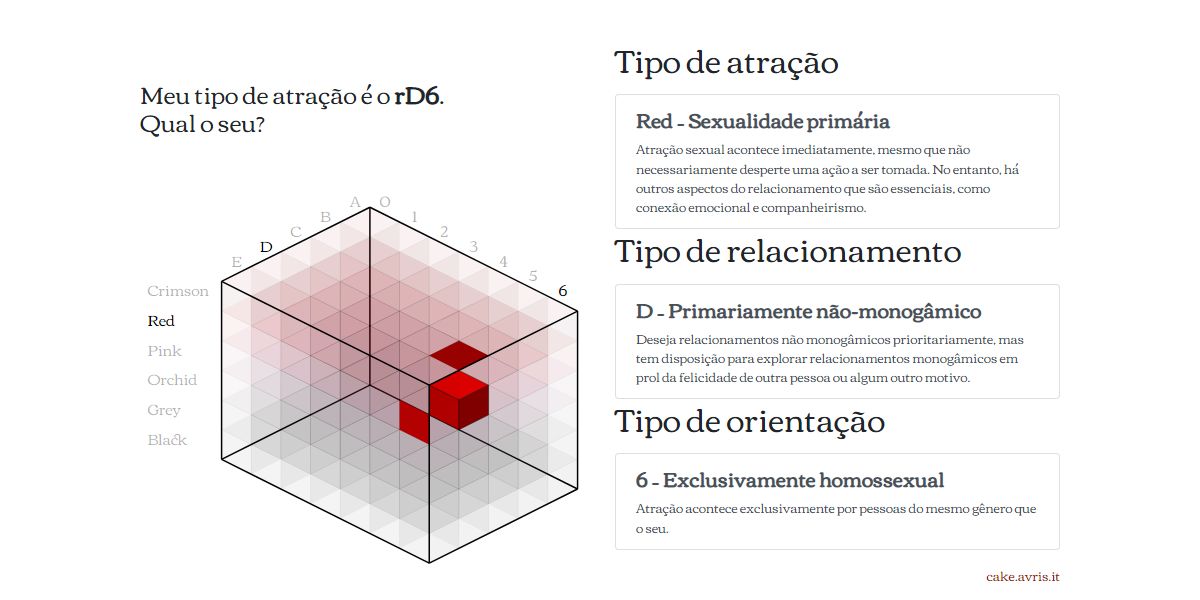 Meu tipo de atração é o rD6.
Qual o seu?
A
B
C
D
E
0
1
2
3
4
5
6
Crimson
Red
Pink
Orchid
Grey
Black
Tipo de atração
Red - Sexualidade primária
Atração sexual acontece imediatamente, mesmo que não
necessariamente desperte uma ação a ser tomada. No entanto, há
outros aspectos do relacionamento que são essenciais, como
conexão emocional e companheirismo.
Tipo de relacionamento
D - Primariamente não-monogâmico
Deseja relacionamentos não monogâmicos prioritariamente, mas
tem disposição para explorar relacionamentos monogâmicos em
prol da felicidade de outra pessoa ou algum outro motivo.
Tipo de orientação
6 - Exclusivamente homossexual
Atração acontece exclusivamente por pessoas do mesmo gênero que
o seu.
cake.avris.it